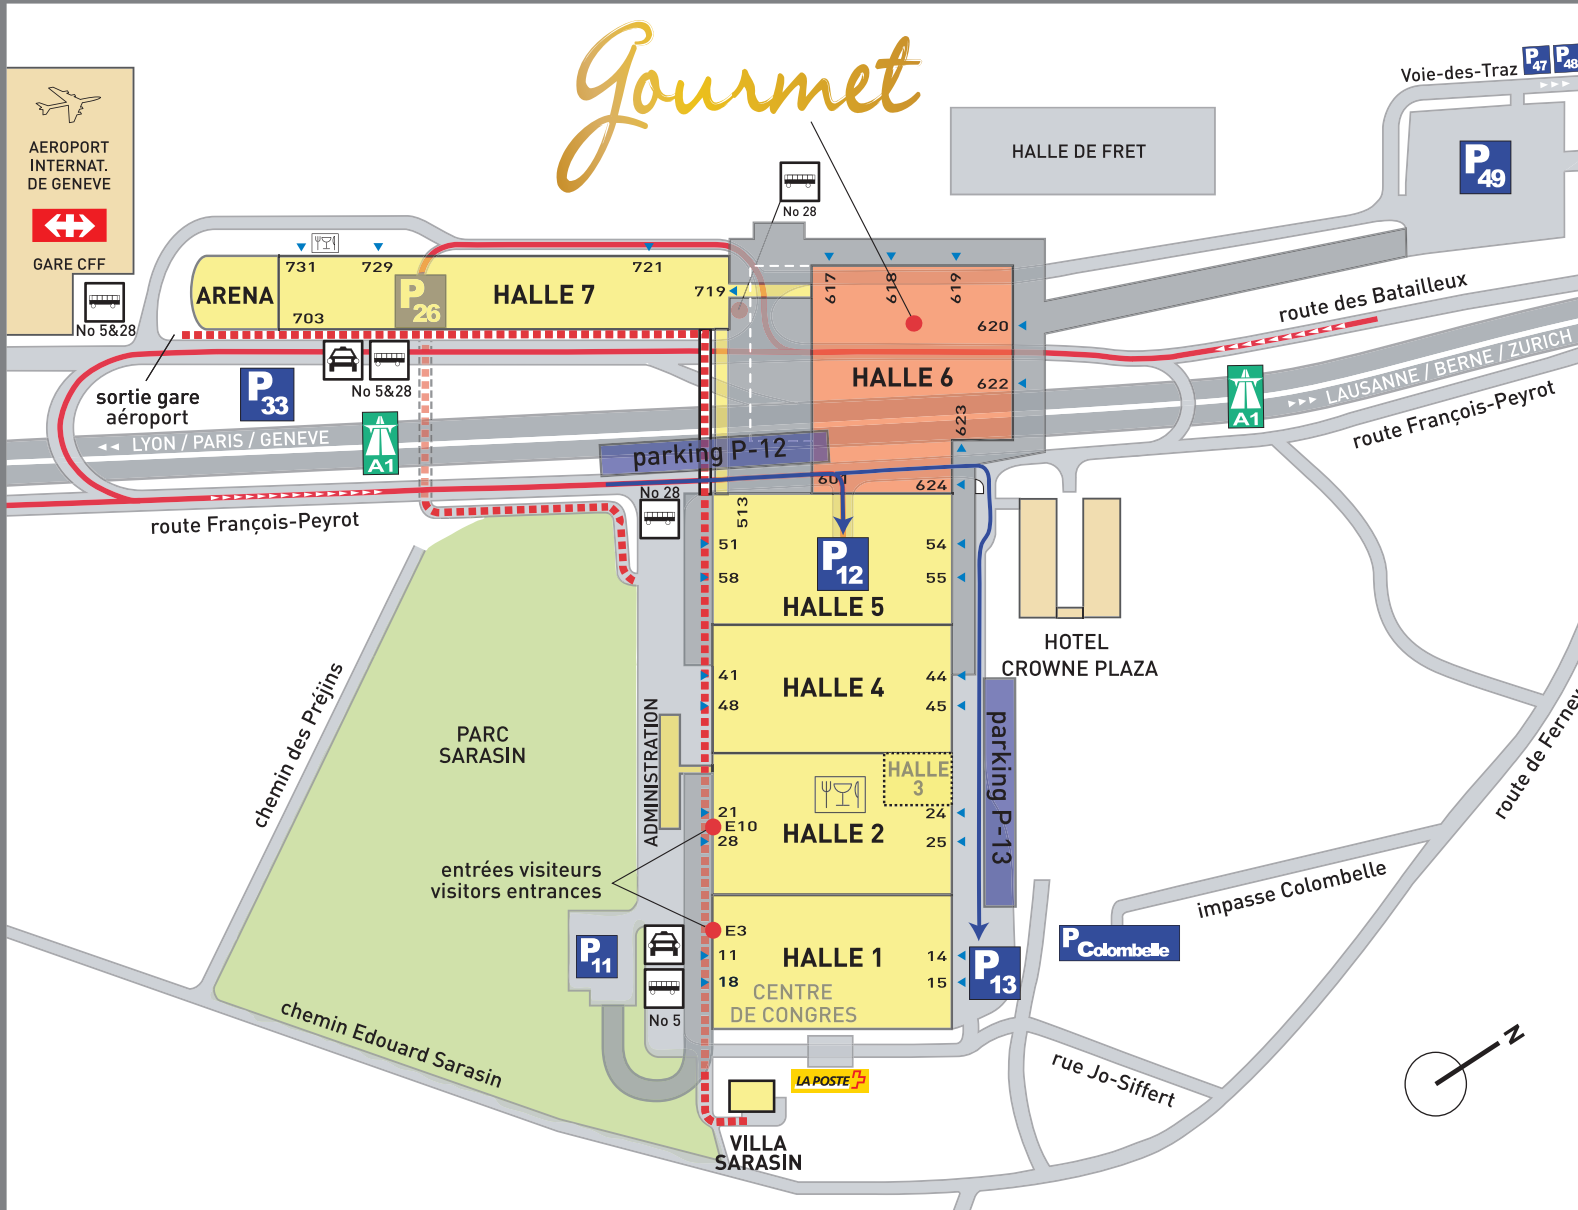 Gourmet
Voie-des-Traz
P47
P48
AEROPORT
INTERNAT.
DE GENEVE
GARE CFF
No 5&28
HALLE DE FRET
P49
No 28
731
729
721
719
703
ARENA
P26
HALLE 7
617
618
619
620
622
623
624
601
HALLE 6
route des Batailleux
sortie gare
aéroport
P33
No 5&28
A1
LYON / PARIS / GENEVE
A1
LAUSANNE / BERNE / ZURICH
route François-Peyrot
parking P-12
route François-Peyrot
No 28
513
51
58
54
55
P12
HALLE 5
HOTEL
CROWNE PLAZA
41
48
44
45
HALLE 4
chemin des Préjins
PARC
SARASIN
ADMINISTRATION
HALLE
3
parking P-13
21
E10
28
24
25
HALLE 2
route de Ferney
entrées visiteurs
visitors entrances
impasse Colombelle
P Colombelle
E3
11
18
14
15
HALLE 1
CENTRE
DE CONGRES
P11
No 5
P13
chemin Edouard Sarasin
LA POSTE
rue Jo-Siffert
N
VILLA
SARASIN